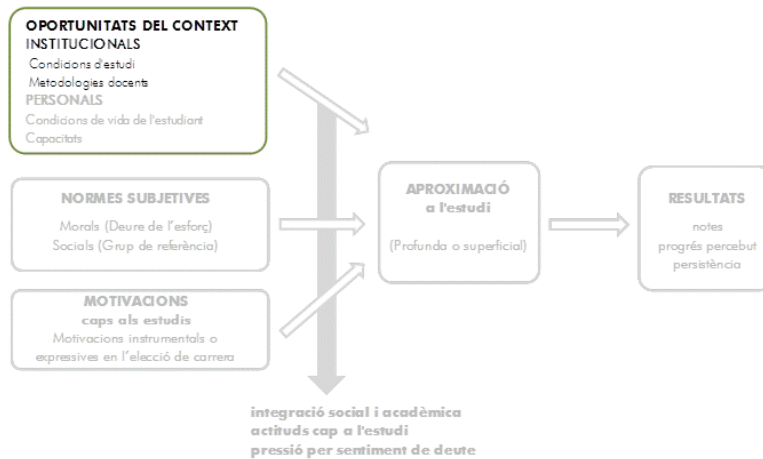 OPORTUNITATS DEL CONTEXT
INSTITUCIONALS
Condicions d'estudi
Metodologies docents
PERSONALS
Condicions de vida de l'estudiant
Capacitats
NORMES SUBJETIVES
Morals (Deure de l'esforç)
Socials (Grup de referència)
MOTIVACIONS
caps als estudis
Motivacions instrumentals o
expressives en l'elecció de carrera
APROXIMACIÓ
a l'estudi
(Profunda o superficial)
RESULTATS
notes
progrés percebut
persistència
integració social i acadèmica
actituds cap a l'estudi
pressió per sentiment de deute